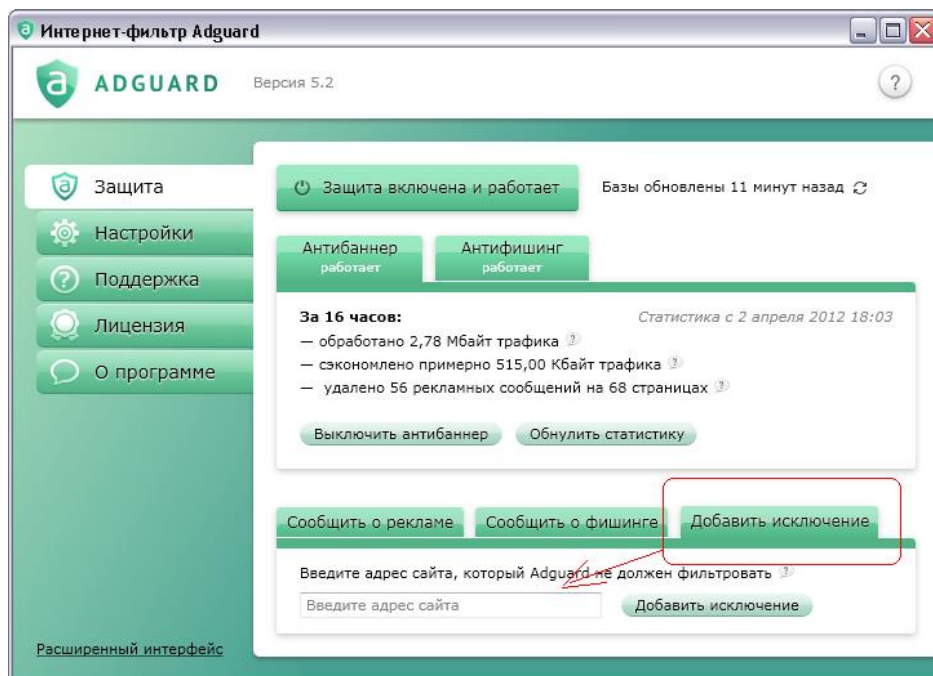 Интернет-фильтр Adguard
ADGUARD Версия 5.2 ?
Защита
Настройки
Поддержка
Лицензия
О программе
Расширенный интерфейс
Защита включена и работает Базы обновлены 11 минут назад
Антибаннер Антифишинг
работает работает
За 16 часов: Статистика с 2 апреля 2012 18:03
— обработано 2,78 Мбайт трафика ?
— сэкономлено примерно 515,00 Кбайт трафика ?
— удалено 56 рекламных сообщений на 68 страницах ?
Выключить антибаннер Обнулить статистику
Сообщить о рекламе Сообщить о фишинге Добавить исключение
Введите адрес сайта, который Adguard не должен фильтровать ?
Введите адрес сайта Добавить исключение